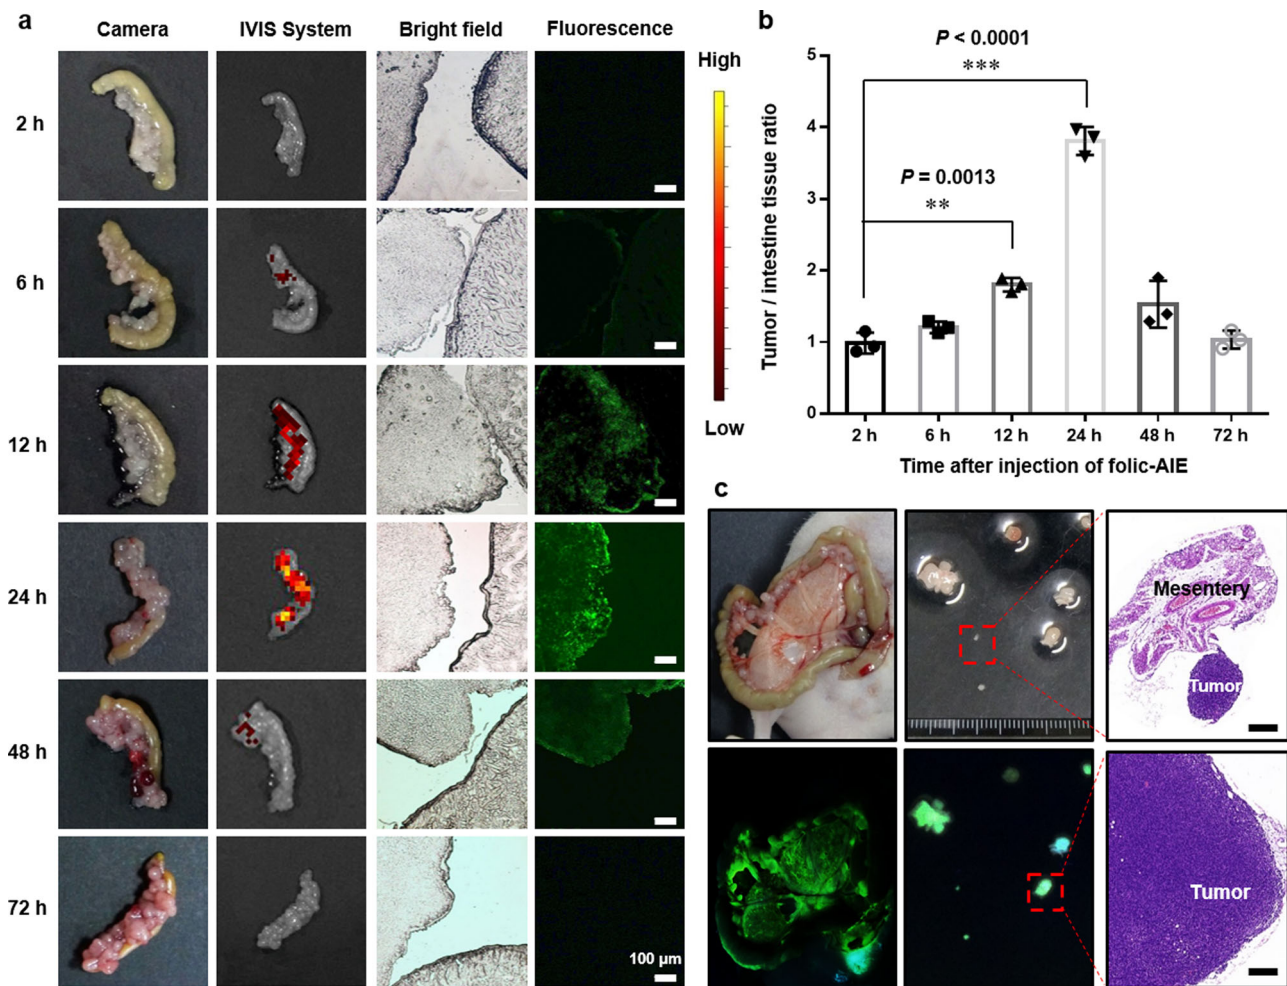 a
Camera
IVIS System
Bright field
Fluorescence
2 h
6 h
12 h
24 h
48 h
72 h
100 µm
High
Low
b
P < 0.0001
***
P = 0.0013
**
Tumor / intestine tissue ratio
5
4
3
2
1
0
2 h
6 h
12 h
24 h
48 h
72 h
Time after injection of folic-AIE
c
Mesentery
Tumor
Tumor